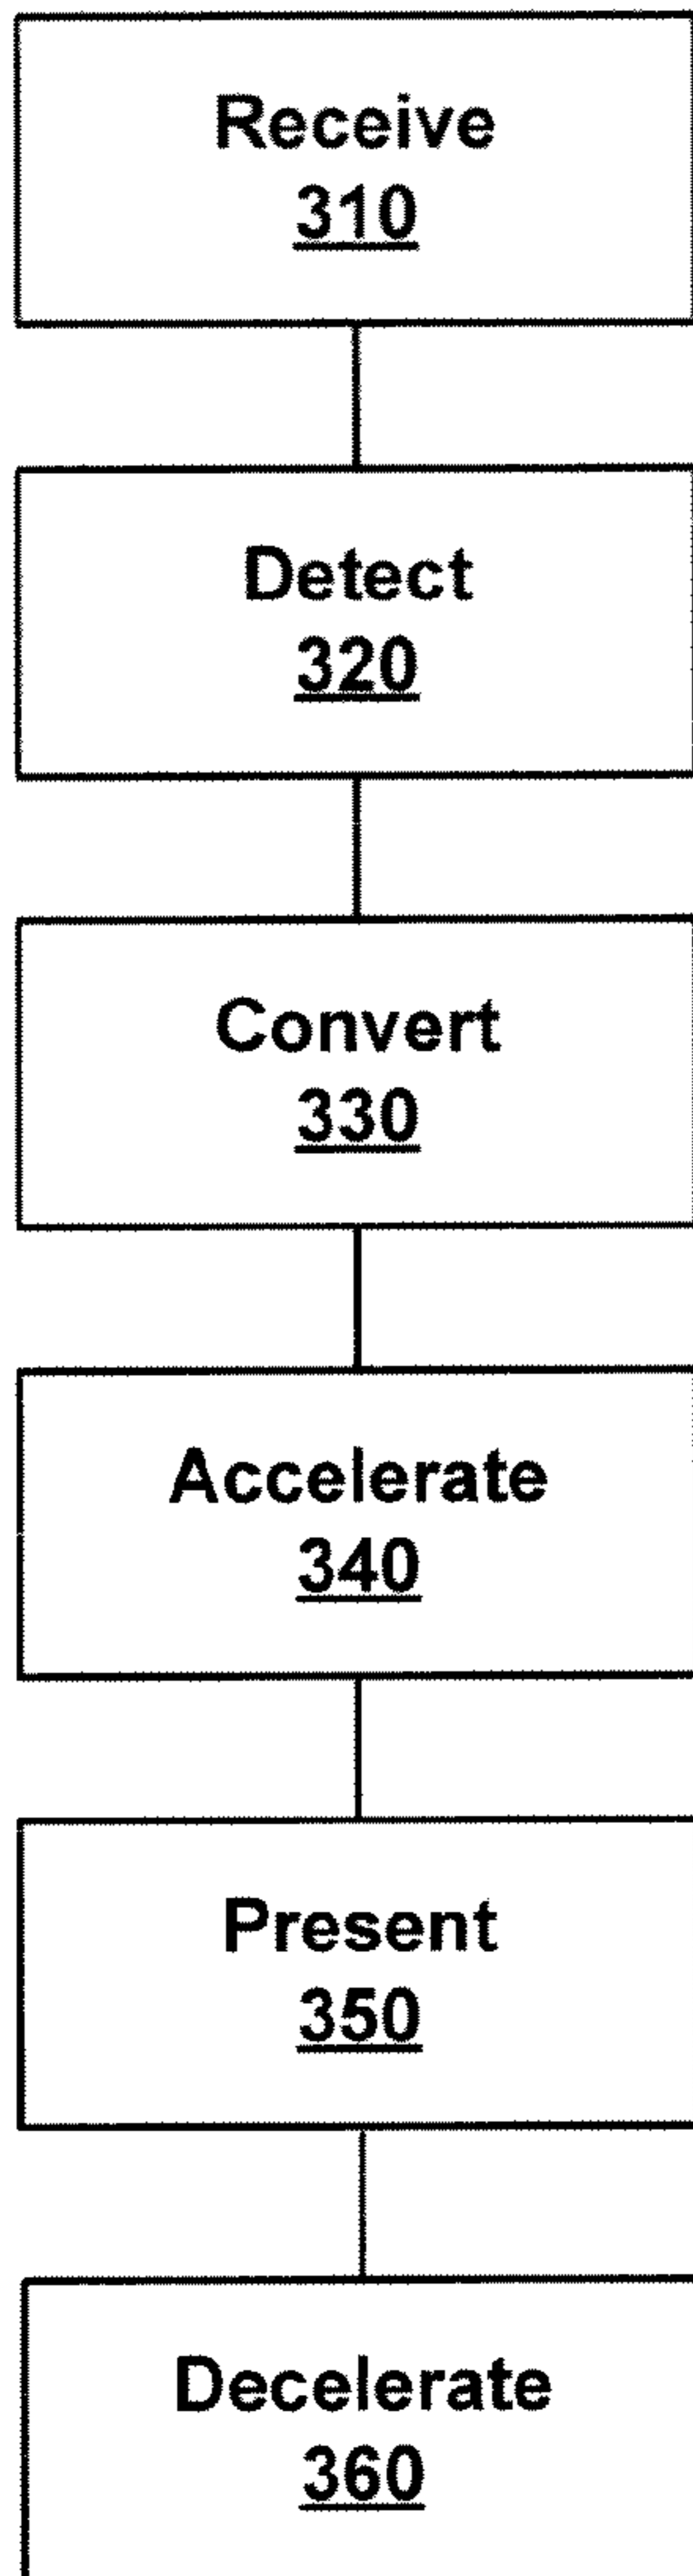 Receive
310
Detect
320
Convert
330
Accelerate
340
Present
350
Decelerate
360